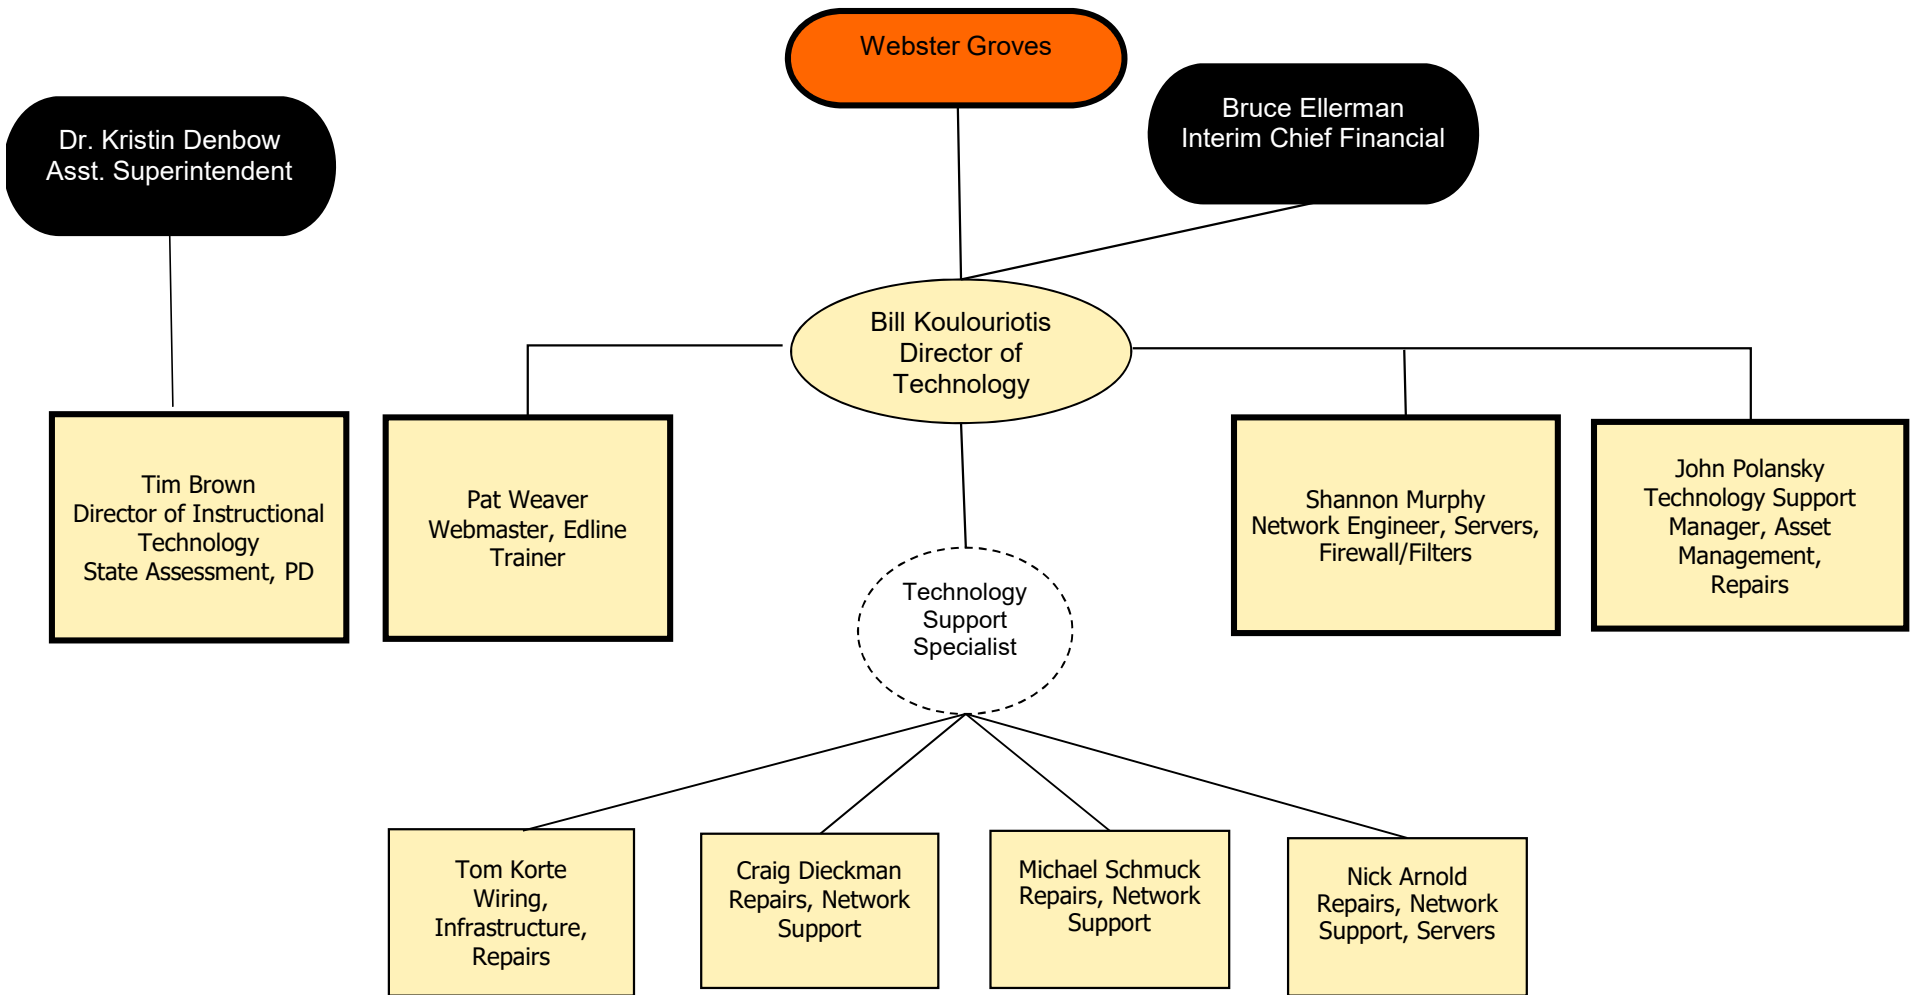 Webster Groves
Bruce Ellerman
Interim Chief Financial
Dr. Kristin Denbow
Asst. Superintendent
Bill Koulouriotis
Director of
Technology
Tim Brown
Director of Instructional
Technology
State Assessment, PD
Pat Weaver
Webmaster, Edline
Trainer
Shannon Murphy
Network Engineer, Servers,
Firewall/Filters
John Polansky
Technology Support
Manager, Asset
Management,
Repairs
Technology
Support
Specialist
Tom Korte
Wiring,
Infrastructure,
Repairs
Craig Dieckman
Repairs, Network
Support
Michael Schmuck
Repairs, Network
Support
Nick Arnold
Repairs, Network
Support, Servers